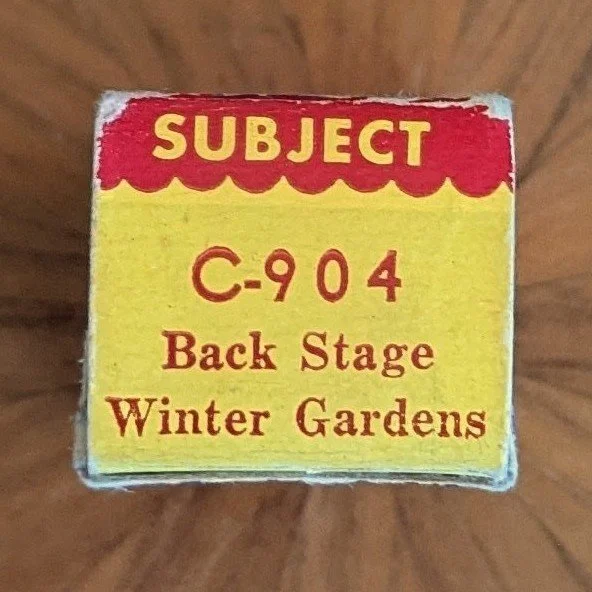 SUBJECT
C-904
Back Stage
Winter Gardens